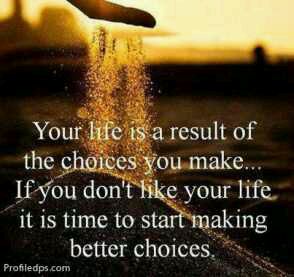 Your life is a result of
the choices you make...
If you don't like your life
it is time to start making
better choices.
Profiledps.com